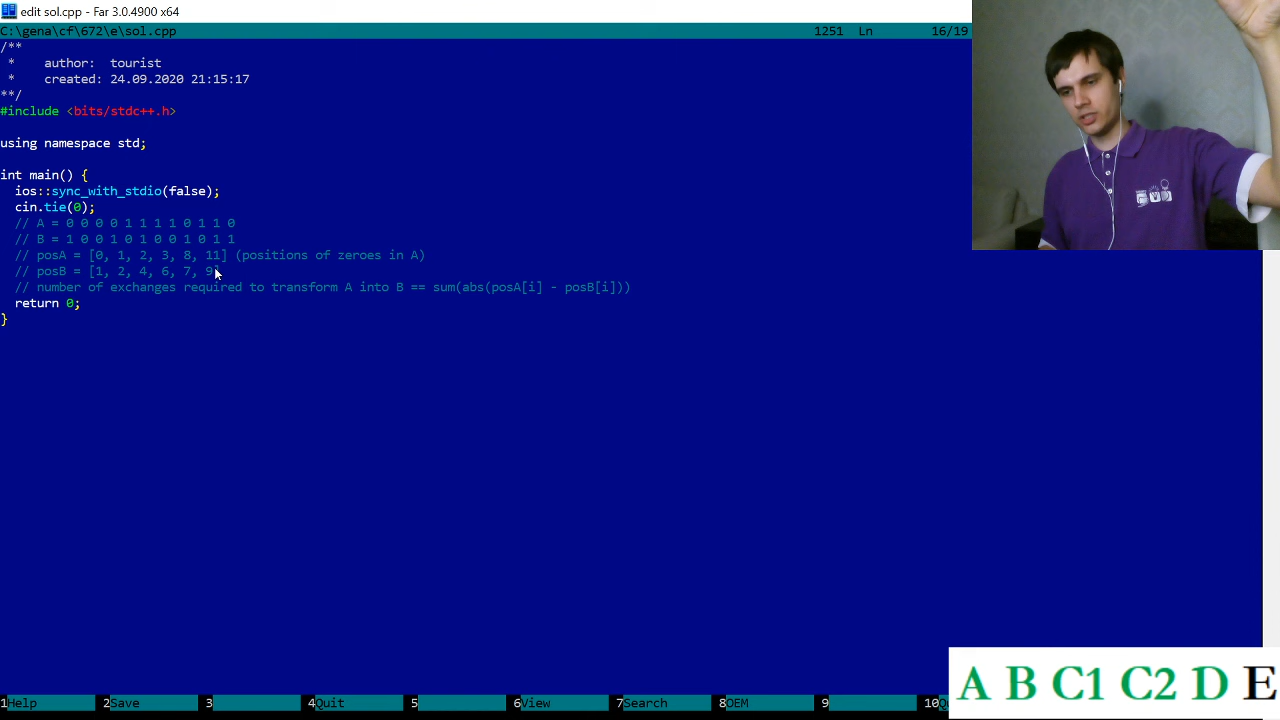 edit sol.cpp - Far 3.0.4900 x64
C:\gena\cf\672\e\sol.cpp 1251 Ln 16/19
/**
 * author: tourist
 * created: 24.09.2020 21:15:17
**/
#include <bits/stdc++.h>
using namespace std;
int main() {
ios::sync_with_stdio(false);
cin.tie(0);
// A = 0 0 0 0 1 1 1 1 0 1 1 0
// B = 1 0 0 1 0 1 0 0 1 0 1 1
// posA = [0, 1, 2, 3, 8, 11] (positions of zeroes in A)
// posB = [1, 2, 4, 6, 7, 9]
// number of exchanges required to transform A into B == sum(abs(posA[i] - posB[i]))
return 0;
}
1Help 2Save 3 4Quit 5 6View 7Search 8OEM 9 10
A B C1 C2 D E